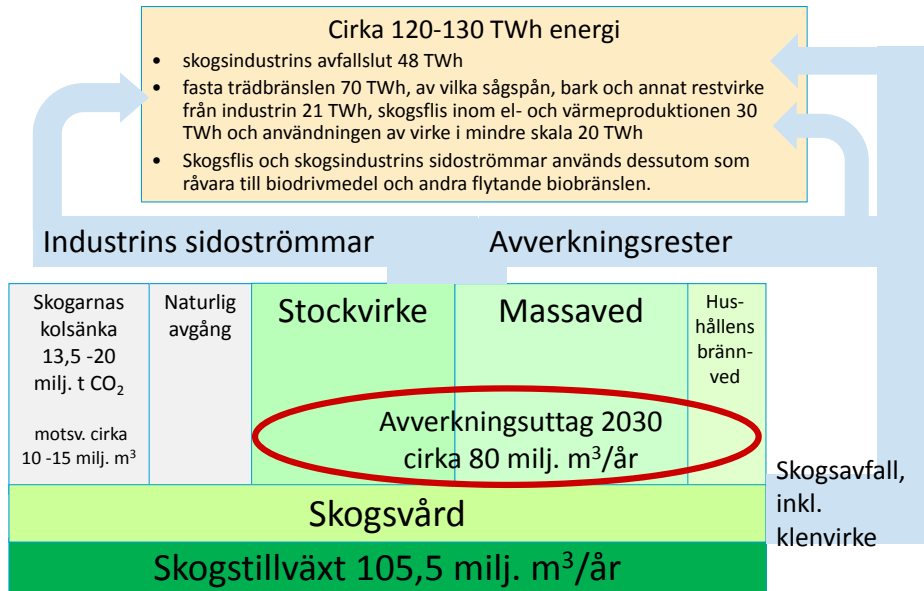 Cirka 120-130 TWh energi
• skogsindustrins avfallslut 48 TWh
• fasta trädbränslen 70 TWh, av vilka sågspån, bark och annat restvirke
från industrin 21 TWh, skogsflis inom el- och värmeproduktionen 30
TWh och användningen av virke i mindre skala 20 TWh
• Skogsflis och skogsindustrins sidoströmmar används dessutom som
råvara till biodrivmedel och andra flytande biobränslen.
Industrins sidoströmmar
Avverkningsrester
Skogarnas
kolsänka
13,5 -20
milj. t CO₂
motsv. cirka
10 -15 milj. m³
Naturlig
avgång
Stockvirke
Massaved
Hus-
hållens
bränn-
ved
Avverkningsuttag 2030
cirka 80 milj. m³/år
Skogsavfall,
inkl.
klenvirke
Skogsvård
Skogstillväxt 105,5 milj. m³/år